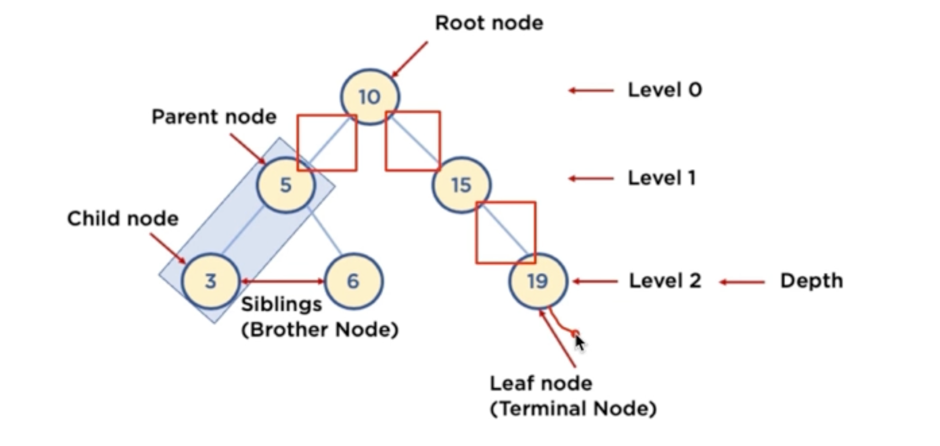 Root node
10
Level 0
Parent node
5
15
Level 1
Child node
3
6
19
Level 2
Depth
Siblings
(Brother Node)
Leaf node
(Terminal Node)